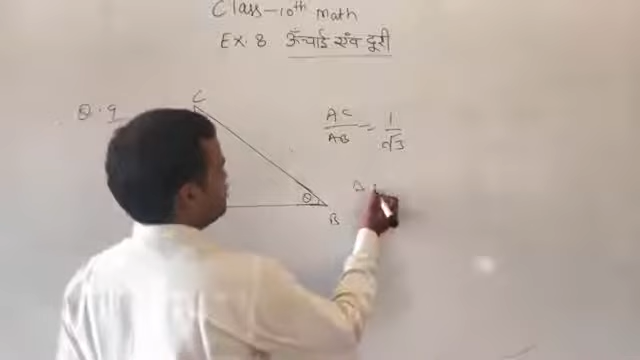 Class-10th math
Ex. 8 ऊँचाई एवं दूरी
Q. 9
C
AC
AB
=
1
√3
θ
B
Δ